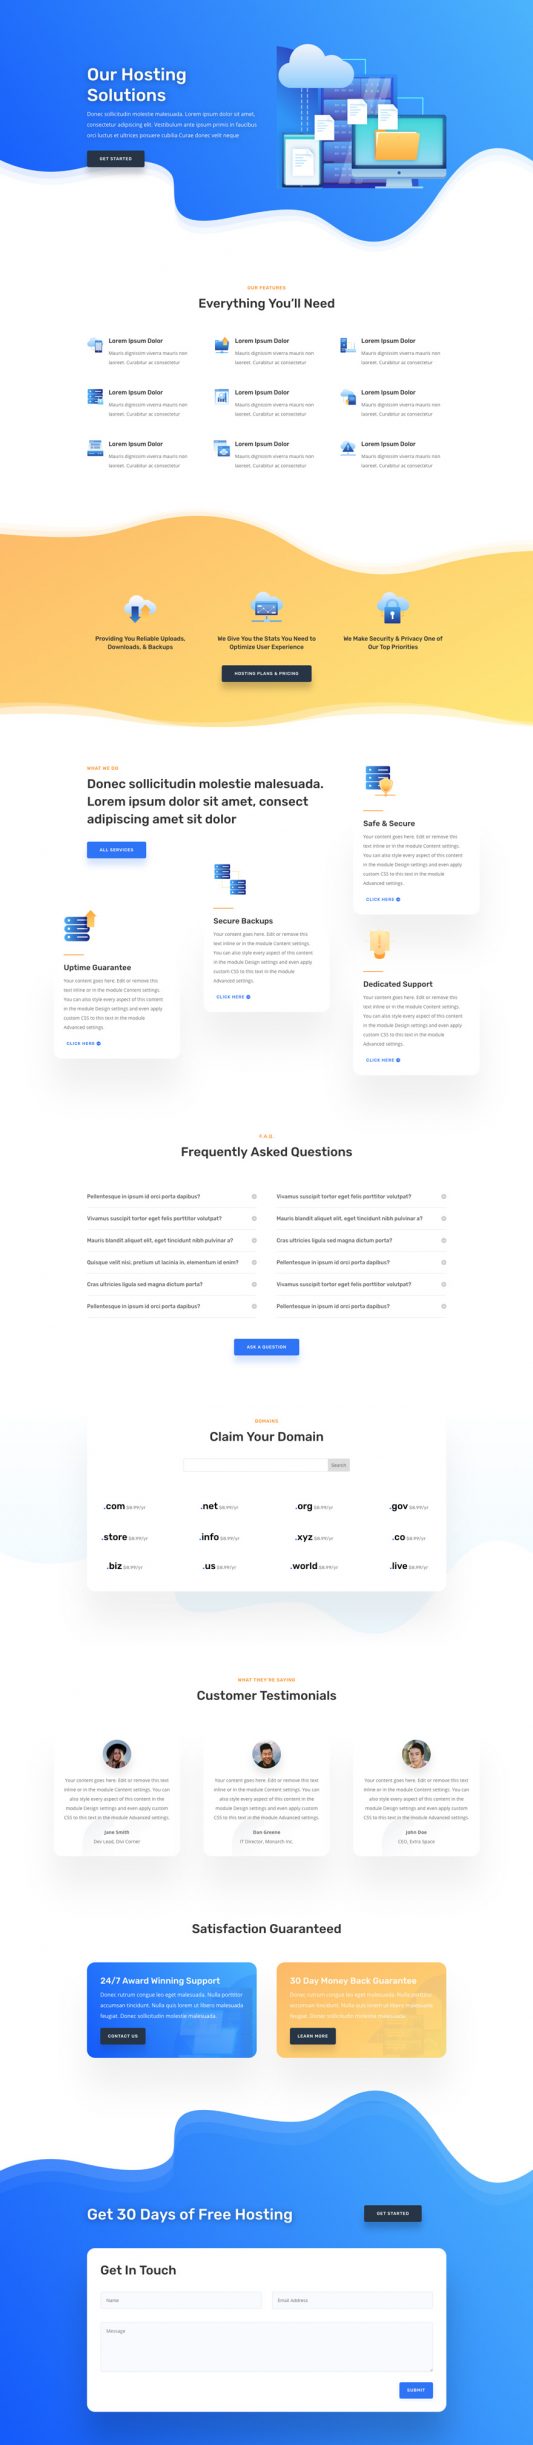 Our Hosting
Solutions
Donec sollicitudin molestie malesuada. Lorem ipsum dolor sit amet,
consectetur adipiscing elit. Vestibulum ante ipsum primis in faucibus
orci luctus et ultrices posuere cubilia Curae donec velit neque
GET STARTED
OUR FEATURES
Everything You'll Need
Lorem Ipsum Dolor
Mauris dignissim viverra mauris non
laoreet. Curabitur ac consectetur
Lorem Ipsum Dolor
Mauris dignissim viverra mauris non
laoreet. Curabitur ac consectetur
Lorem Ipsum Dolor
Mauris dignissim viverra mauris non
laoreet. Curabitur ac consectetur
Lorem Ipsum Dolor
Mauris dignissim viverra mauris non
laoreet. Curabitur ac consectetur
Lorem Ipsum Dolor
Mauris dignissim viverra mauris non
laoreet. Curabitur ac consectetur
Lorem Ipsum Dolor
Mauris dignissim viverra mauris non
laoreet. Curabitur ac consectetur
Lorem Ipsum Dolor
Mauris dignissim viverra mauris non
laoreet. Curabitur ac consectetur
Lorem Ipsum Dolor
Mauris dignissim viverra mauris non
laoreet. Curabitur ac consectetur
Lorem Ipsum Dolor
Mauris dignissim viverra mauris non
laoreet. Curabitur ac consectetur
Providing You Reliable Uploads,
Downloads, & Backups
We Give You the Stats You Need to
Optimize User Experience
We Make Security & Privacy One of
Our Top Priorities
HOSTING PLANS & PRICING
WHAT WE DO
Donec sollicitudin molestie malesuada.
Lorem ipsum dolor sit amet, consect
adipiscing amet sit dolor
ALL SERVICES
Safe & Secure
Your content goes here. Edit or remove this
text inline or in the module Content settings.
You can also style every aspect of this content
in the module Design settings and even apply
custom CSS to this text in the module
Advanced settings.
CLICK HERE
Secure Backups
Your content goes here. Edit or remove this
text inline or in the module Content settings.
You can also style every aspect of this content
in the module Design settings and even apply
custom CSS to this text in the module
Advanced settings.
CLICK HERE
Uptime Guarantee
Your content goes here. Edit or remove this
text inline or in the module Content settings.
You can also style every aspect of this content
in the module Design settings and even apply
custom CSS to this text in the module
Advanced settings.
CLICK HERE
Dedicated Support
Your content goes here. Edit or remove this
text inline or in the module Content settings.
You can also style every aspect of this content
in the module Design settings and even apply
custom CSS to this text in the module
Advanced settings.
CLICK HERE
F.A.Q.
Frequently Asked Questions
Pellentesque in ipsum id orci porta dapibus?
Vivamus suscipit tortor eget felis porttitor volutpat?
Vivamus suscipit tortor eget felis porttitor volutpat?
Mauris blandit aliquet elit, eget tincidunt nibh pulvinar a?
Mauris blandit aliquet elit, eget tincidunt nibh pulvinar a?
Cras ultricies ligula sed magna dictum porta?
Quisque velit nisi, pretium ut lacinia in, elementum id enim?
Pellentesque in ipsum id orci porta dapibus?
Cras ultricies ligula sed magna dictum porta?
Vivamus suscipit tortor eget felis porttitor volutpat?
Pellentesque in ipsum id orci porta dapibus?
Pellentesque in ipsum id orci porta dapibus?
ASK A QUESTION
DOMAINS
Claim Your Domain
Search
.com $8.99/yr
.net $8.99/yr
.org $8.99/yr
.gov $8.99/yr
.store $8.99/yr
.info $8.99/yr
.xyz $8.99/yr
.co $8.99/yr
.biz $8.99/yr
.us $8.99/yr
.world $8.99/yr
.live $8.99/yr
WHAT THEY'RE SAYING
Customer Testimonials
Your content goes here. Edit or remove this text
inline or in the module Content settings. You can
also style every aspect of this content in the
module Design settings and even apply custom
CSS to this text in the module Advanced settings.
Jane Smith
Dev Lead, Divi Corner
Your content goes here. Edit or remove this text
inline or in the module Content settings. You can
also style every aspect of this content in the
module Design settings and even apply custom
CSS to this text in the module Advanced settings.
Dan Greene
IT Director, Monarch Inc.
Your content goes here. Edit or remove this text
inline or in the module Content settings. You can
also style every aspect of this content in the
module Design settings and even apply custom
CSS to this text in the module Advanced settings.
John Doe
CEO, Extra Space
Satisfaction Guaranteed
24/7 Award Winning Support
Donec rutrum congue leo eget malesuada. Nulla porttitor
accumsan tincidunt. Nulla quis lorem ut libero malesuada
feugiat. Donec sollicitudin molestie malesuada.
CONTACT US
30 Day Money Back Guarantee
Donec rutrum congue leo eget malesuada. Nulla porttitor
accumsan tincidunt. Nulla quis lorem ut libero malesuada
feugiat. Donec sollicitudin molestie malesuada.
LEARN MORE
Get 30 Days of Free Hosting
GET STARTED
Get In Touch
Name
Email Address
Message
SUBMIT